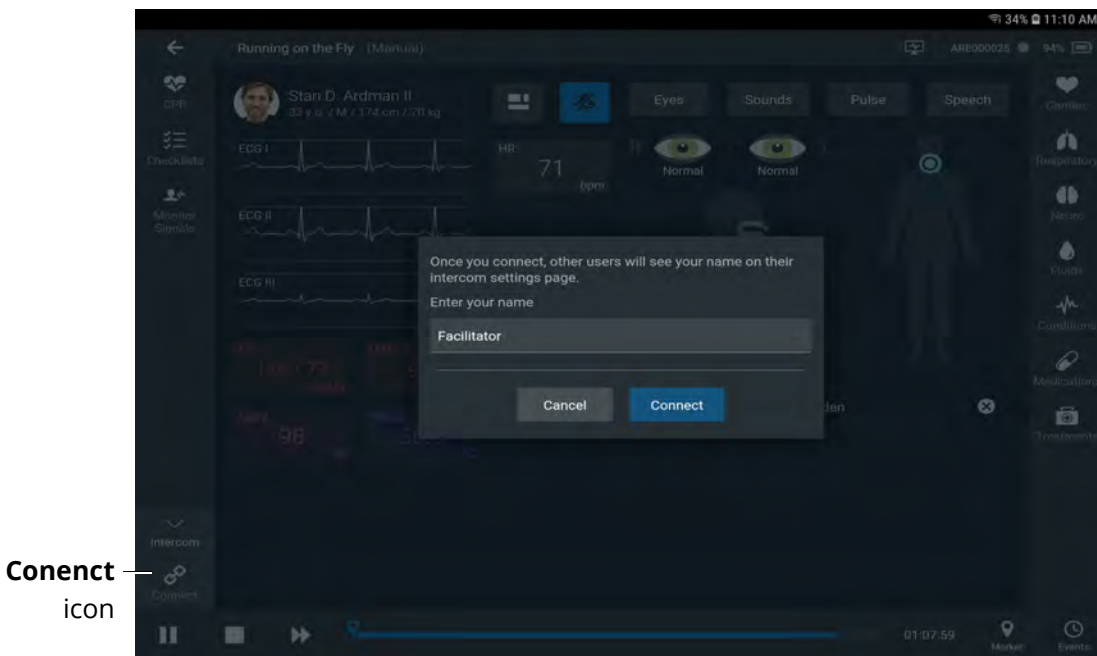 34% 11:10 AM
Running on the Fly (Manual)
ARE000025 94%
CPR
Checklists
Monitor
Signals
Stan D. Ardman II
33 y.o. / M / 174 cm / 70 kg
Eyes
Sounds
Pulse
Speech
ECG I
ECG II
ECG III
HR
71
bpm
Normal
Normal
Once you connect, other users will see your name on their
intercom settings page.
Enter your name
Facilitator
Cancel
Connect
98
Cardiac
Respiratory
Neuro
Fluids
Conditions
Medications
Treatments
Intercom
Connect
Conenct
icon
01:07:59
Marker
Events